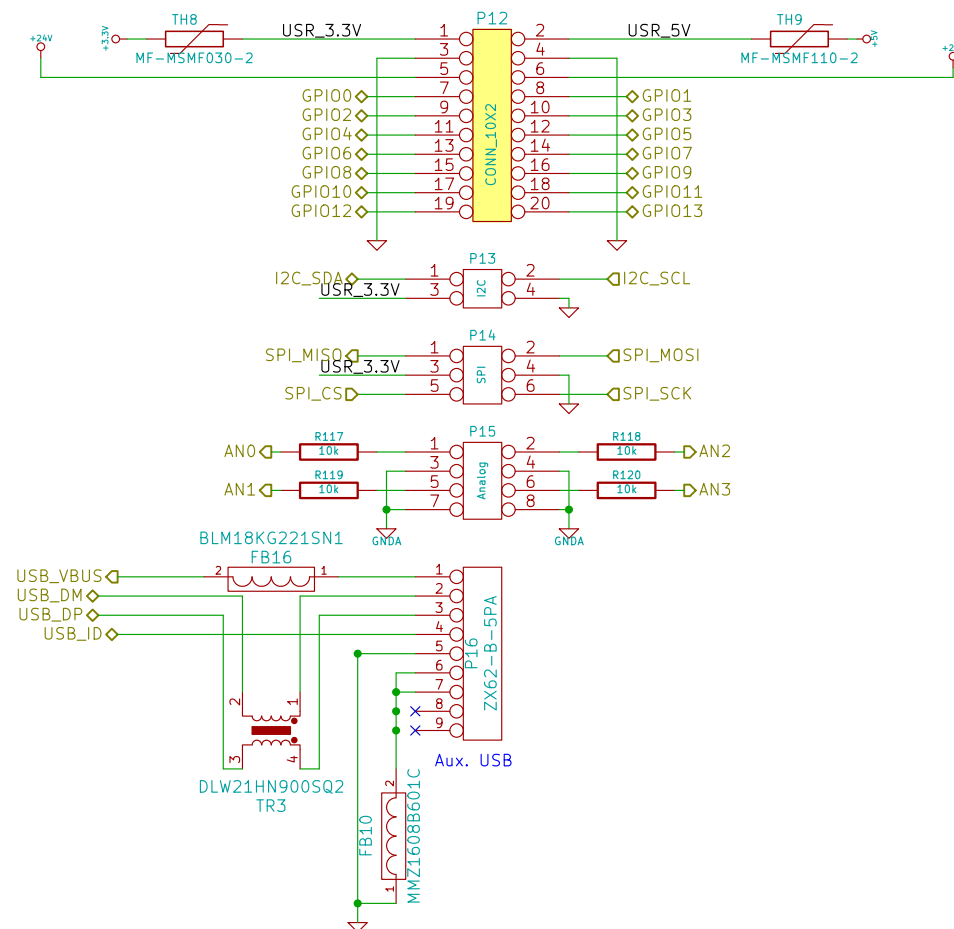 TH8 P12 TH9
+24V +3.3V USR_3.3V 1 2 USR_5V +5V
MF-MSMF030-2 3 4 MF-MSMF110-2 +2
5 6
GPIO0 7 8 GPIO1
GPIO2 9 10 GPIO3
GPIO4 11 12 GPIO5
GPIO6 13 14 GPIO7
GPIO8 15 16 GPIO9
GPIO10 17 18 GPIO11
GPIO12 19 20 GPIO13
CONN_10X2
P13
I2C_SDA 1 2 I2C_SCL
USR_3.3V 3 4
I2C
P14
SPI_MISO 1 2 SPI_MOSI
USR_3.3V 3 4
SPI_CS 5 6 SPI_SCK
SPI
P15
AN0 R117 10k 1 2 R118 10k AN2
3 4
AN1 R119 10k 5 6 R120 10k AN3
7 8
Analog
GNDA GNDA
BLM18KG221SN1
FB16
USB_VBUS 2 1 1
USB_DM 2
USB_DP 3
USB_ID 4
5
6
7
8
9
P16
ZX62-B-5PA
2 1
3 4
Aux. USB
DLW21HN900SQ2
TR3
2
FB10
MMZ1608B601C
1